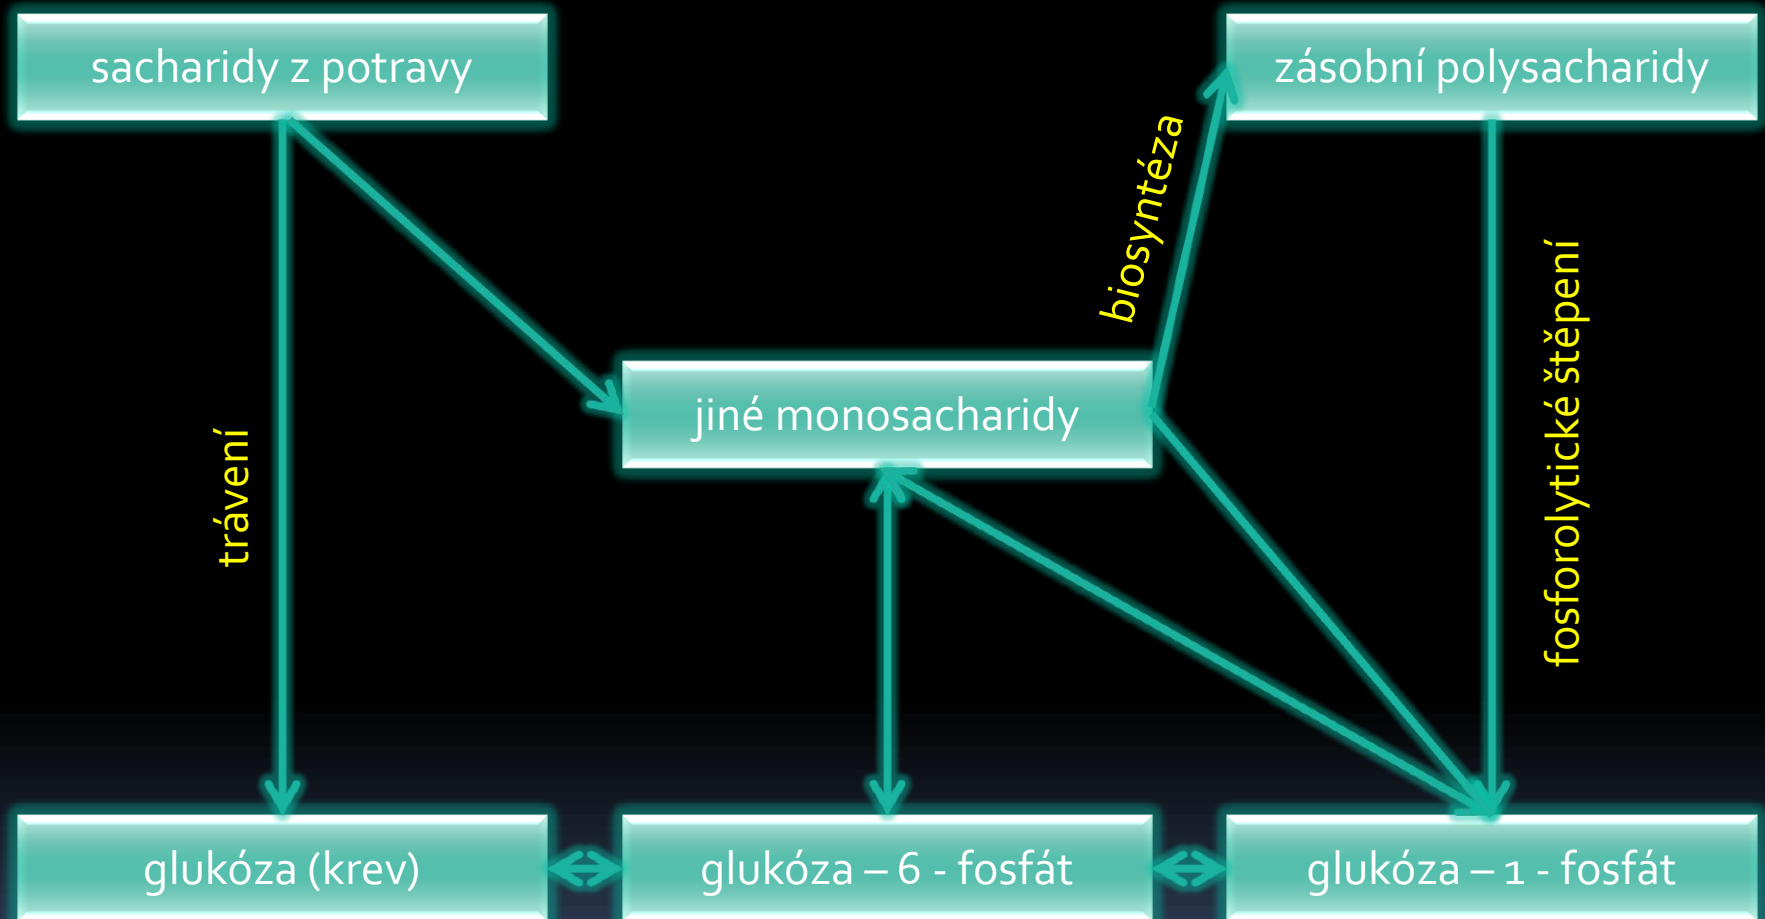 sacharidy z potravy
zásobní polysacharidy
biosyntéza
fosforolytické štěpení
jiné monosacharidy
trávení
glukóza (krev)
glukóza – 6 - fosfát
glukóza – 1 - fosfát